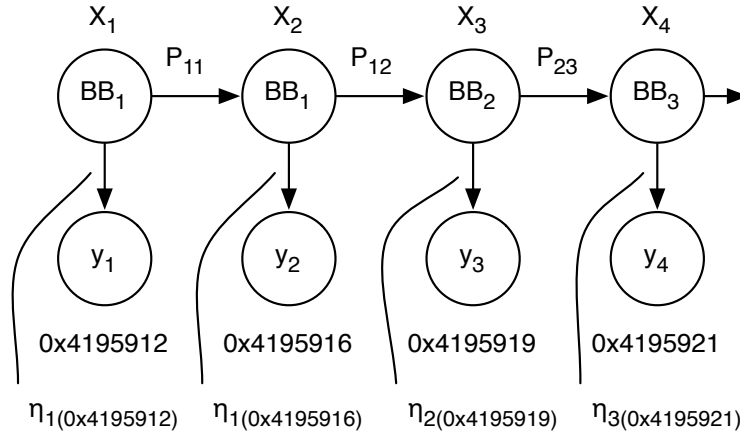 X1 X2 X3 X4
P11 P12 P23
BB1 BB1 BB2 BB3
y1 y2 y3 y4
0x4195912 0x4195916 0x4195919 0x4195921
η1(0x4195912) η1(0x4195916) η2(0x4195919) η3(0x4195921)